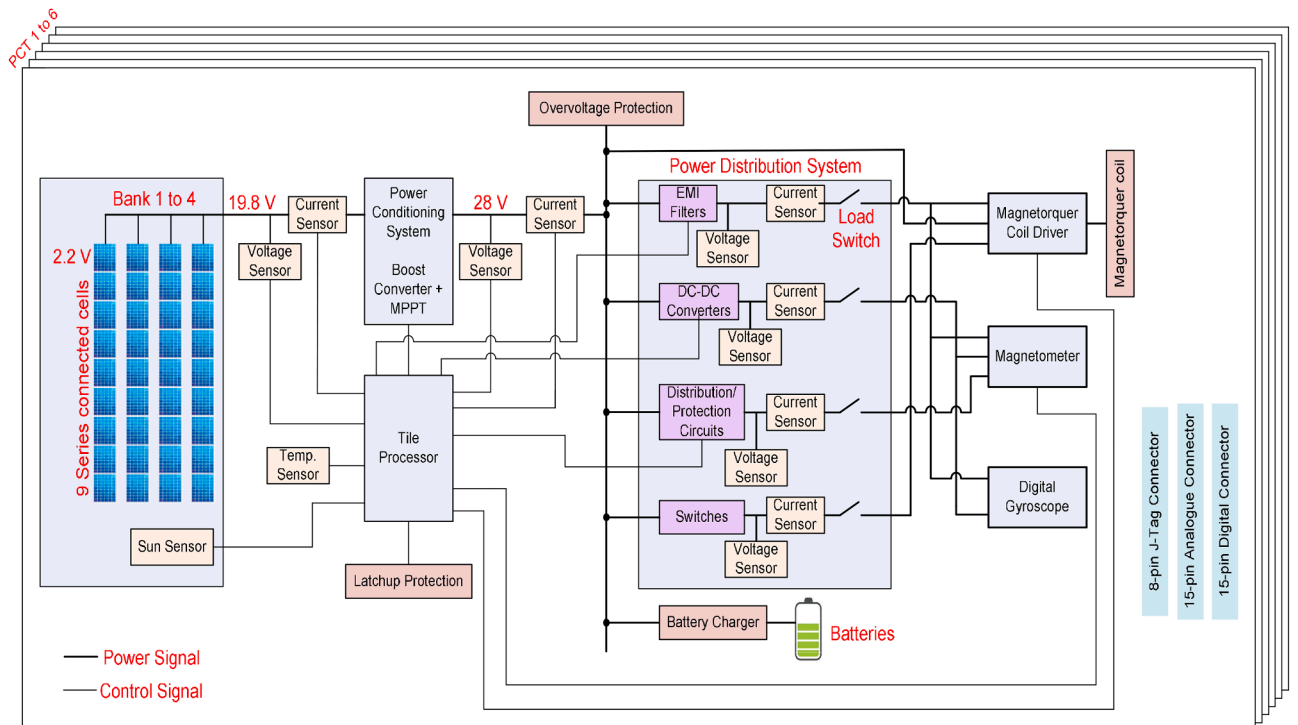 PCT 1 to 6
Overvoltage Protection
Bank 1 to 4
19.8 V
Current
Sensor
Voltage
Sensor
2.2 V
9 Series connected cells
Sun Sensor
Power
Conditioning
System
Boost
Converter +
MPPT
28 V
Current
Sensor
Voltage
Sensor
Temp.
Sensor
Tile
Processor
Latchup Protection
Power Distribution System
EMI
Filters
Voltage
Sensor
Current
Sensor
Load
Switch
DC-DC
Converters
Voltage
Sensor
Current
Sensor
Distribution/
Protection
Circuits
Voltage
Sensor
Current
Sensor
Switches
Voltage
Sensor
Current
Sensor
Battery Charger
Batteries
Magnetorquer
Coil Driver
Magnetorquer coil
Magnetometer
Digital
Gyroscope
8-pin J-Tag Connector
15-pin Analogue Connector
15-pin Digital Connector
Power Signal
Control Signal